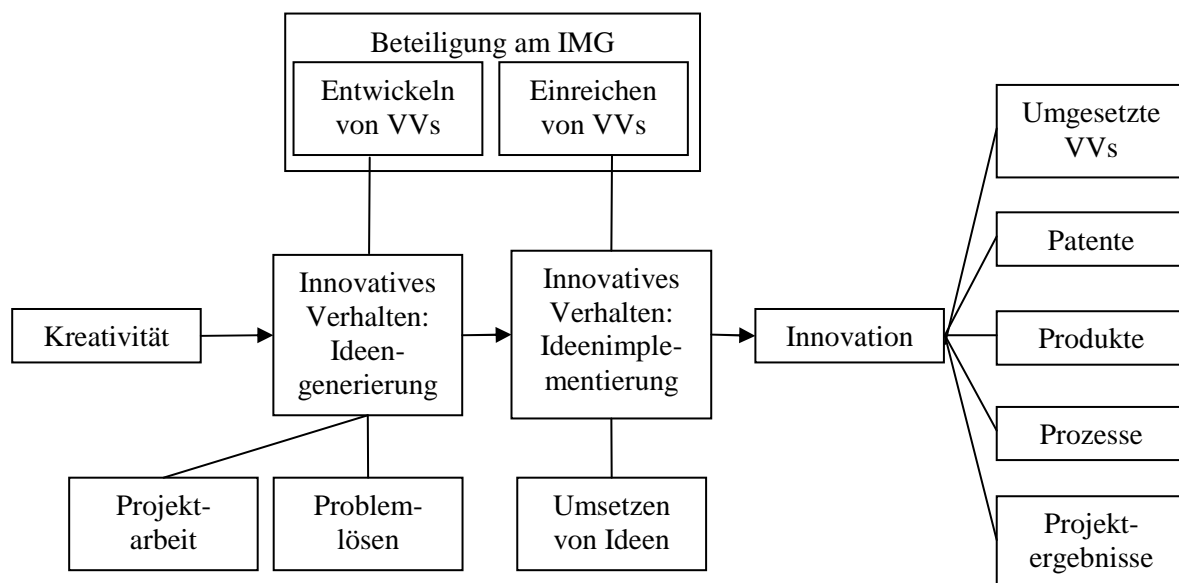 Beteiligung am IMG
Entwickeln
von VVs
Einreichen
von VVs
Umgesetzte
VVs
Patente
Kreativität
Innovatives
Verhalten:
Ideen-
generierung
Innovatives
Verhalten:
Ideenimple-
mentierung
Innovation
Produkte
Prozesse
Projekt-
arbeit
Problem-
lösen
Umsetzen
von Ideen
Projekt-
ergebnisse